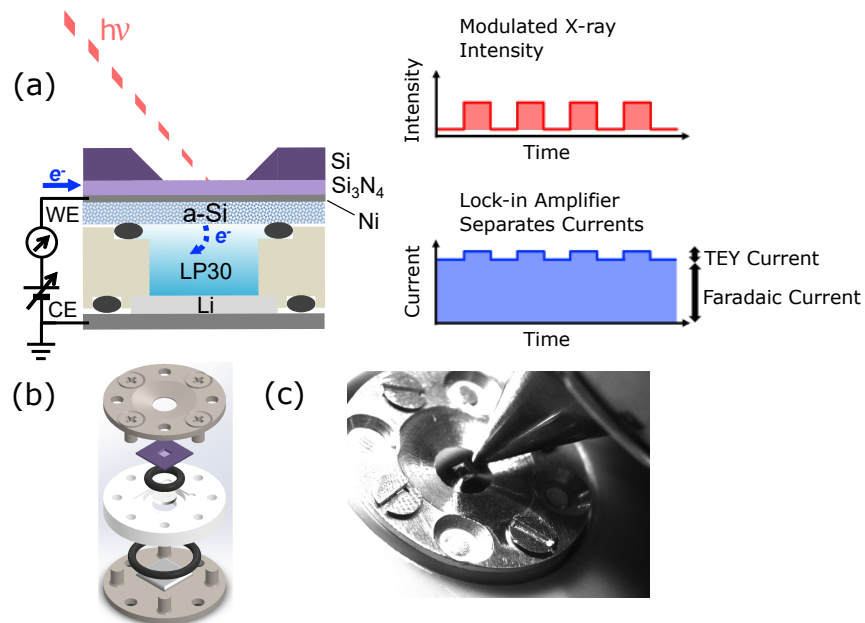 (a)
hν
Si
Si₃N₄
e⁻
WE
a-Si
Ni
e⁻
LP30
CE
Li
Modulated X-ray
Intensity
Intensity
Time
Lock-in Amplifier
Separates Currents
Current
TEY Current
Faradaic Current
Time
(b)
(c)